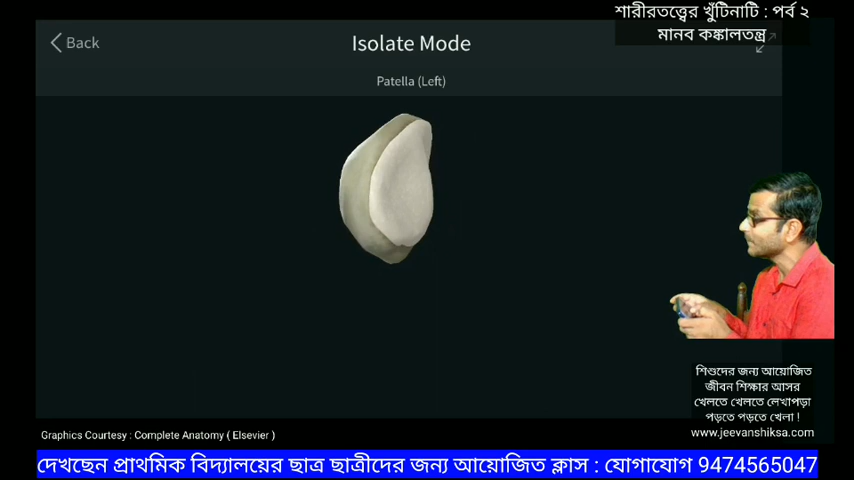 শারীরতত্ত্বের খুঁটিনাটি : পর্ব ২
মানব কঙ্কালতন্ত্র
Back
Isolate Mode
Patella (Left)
শিশুদের জন্য আয়োজিত
জীবন শিক্ষার আসর
খেলতে খেলতে লেখাপড়া
পড়তে পড়তে খেলা !
www.jeevanshiksa.com
Graphics Courtesy : Complete Anatomy ( Elsevier )
দেখছেন প্রাথমিক বিদ্যালয়ের ছাত্র ছাত্রীদের জন্য আয়োজিত ক্লাস : যোগাযোগ 9474565047